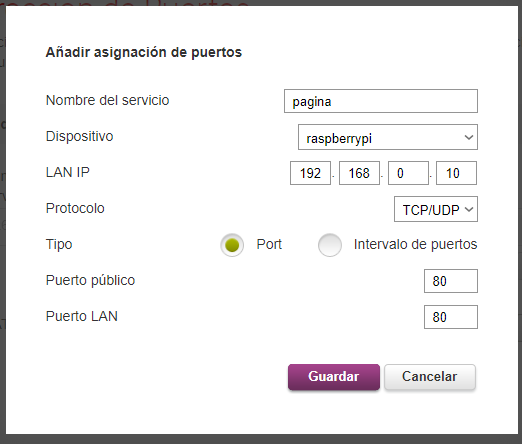 Añadir asignación de puertos
Nombre del servicio pagina
Dispositivo raspberrypi
LAN IP 192 . 168 . 0 . 10
Protocolo TCP/UDP
Tipo Port Intervalo de puertos
Puerto público 80
Puerto LAN 80
Guardar Cancelar